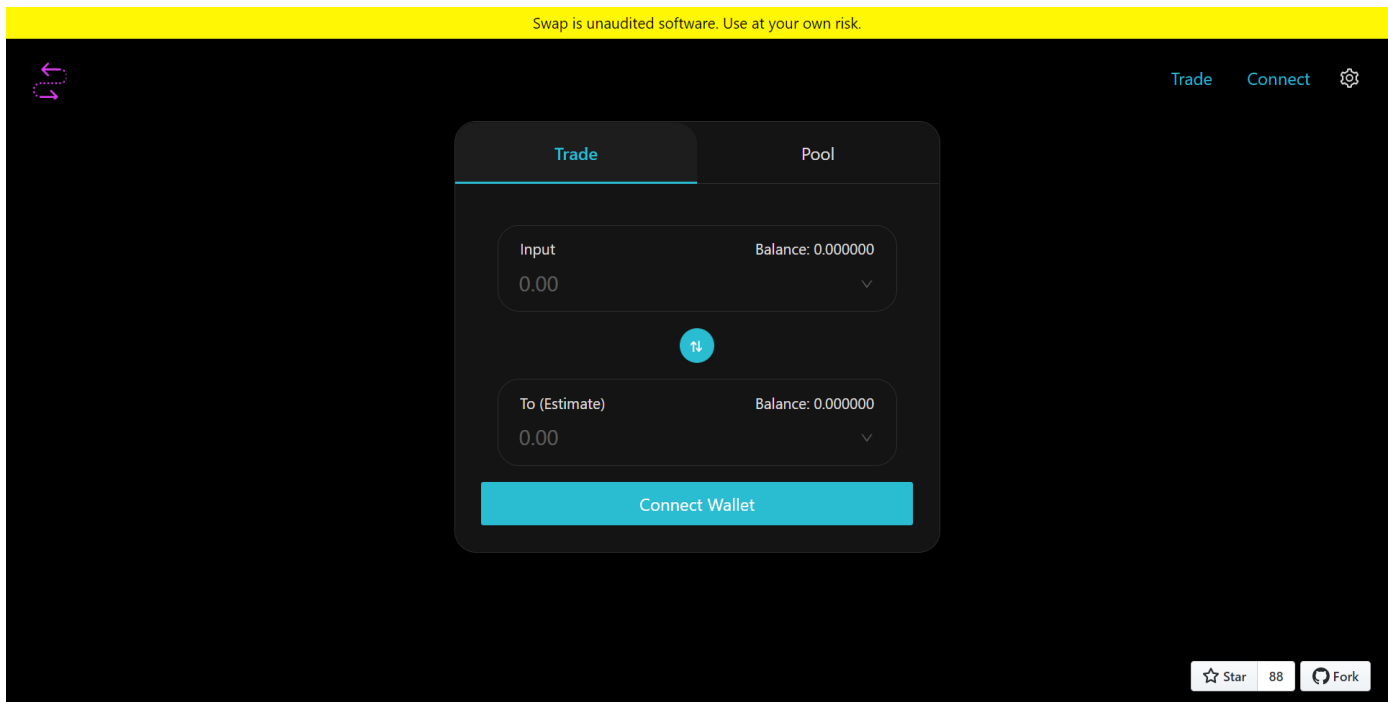 Swap is unaudited software. Use at your own risk.
Trade Connect
Trade Pool
Input Balance: 0.000000
0.00
To (Estimate) Balance: 0.000000
0.00
Connect Wallet
Star 88 Fork